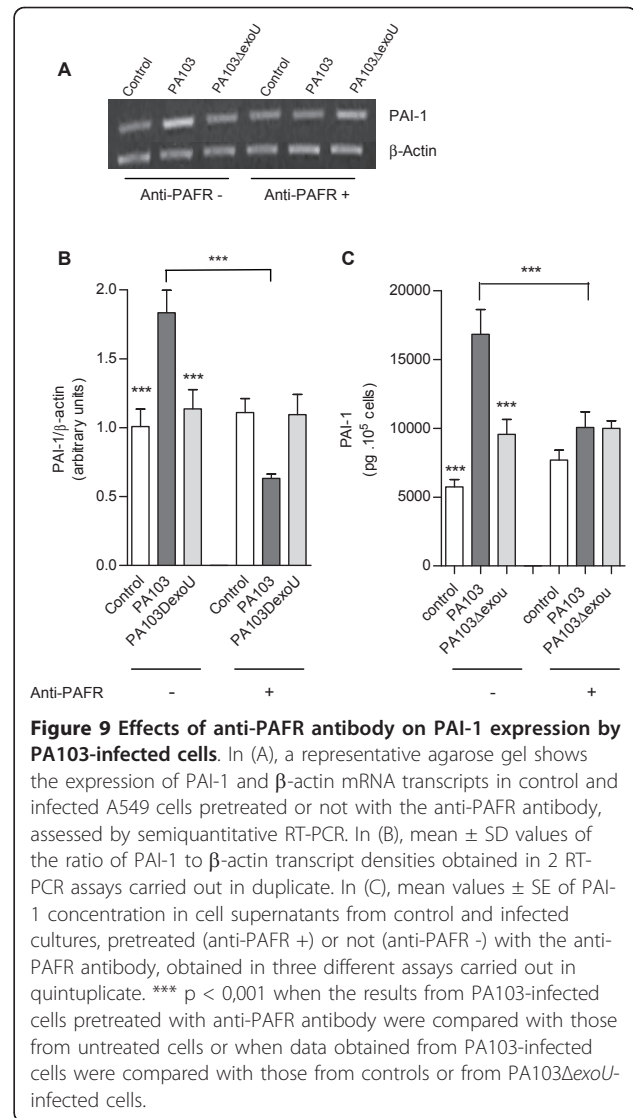 A
Control
PA103
PA103ΔexoU
Control
PA103
PA103ΔexoU
PAI-1
β-Actin
Anti-PAFR -
Anti-PAFR +
B
***
2.0
1.5
1.0
0.5
0.0
PAI-1/β-actin
(arbitrary units)
***
***
Control
PA103
PA103DexoU
Control
PA103
PA103DexoU
C
***
20000
15000
10000
5000
0
PAI-1
(pg .10⁵ cells)
***
***
control
PA103
PA103Δexou
control
PA103
PA103Δexou
Anti-PAFR - + - +
Figure 9 Effects of anti-PAFR antibody on PAI-1 expression by
PA103-infected cells. In (A), a representative agarose gel shows
the expression of PAI-1 and β-actin mRNA transcripts in control and
infected A549 cells pretreated or not with the anti-PAFR antibody,
assessed by semiquantitative RT-PCR. In (B), mean ± SD values of
the ratio of PAI-1 to β-actin transcript densities obtained in 2 RT-
PCR assays carried out in duplicate. In (C), mean values ± SE of PAI-
1 concentration in cell supernatants from control and infected
cultures, pretreated (anti-PAFR +) or not (anti-PAFR -) with the anti-
PAFR antibody, obtained in three different assays carried out in
quintuplicate. *** p < 0,001 when the results from PA103-infected
cells pretreated with anti-PAFR antibody were compared with those
from untreated cells or when data obtained from PA103-infected
cells were compared with those from controls or from PA103ΔexoU-
infected cells.